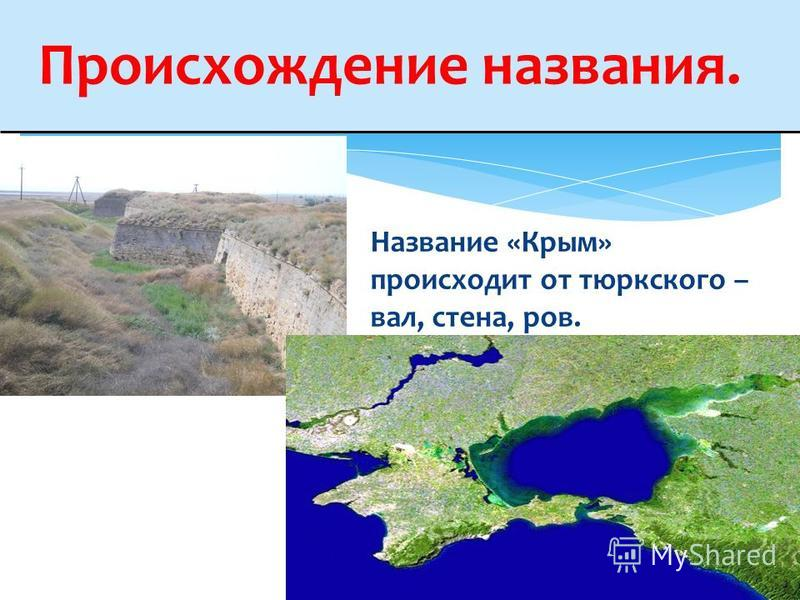 Происхождение названия.
Название «Крым»
происходит от тюркского –
вал, стена, ров.
MyShared